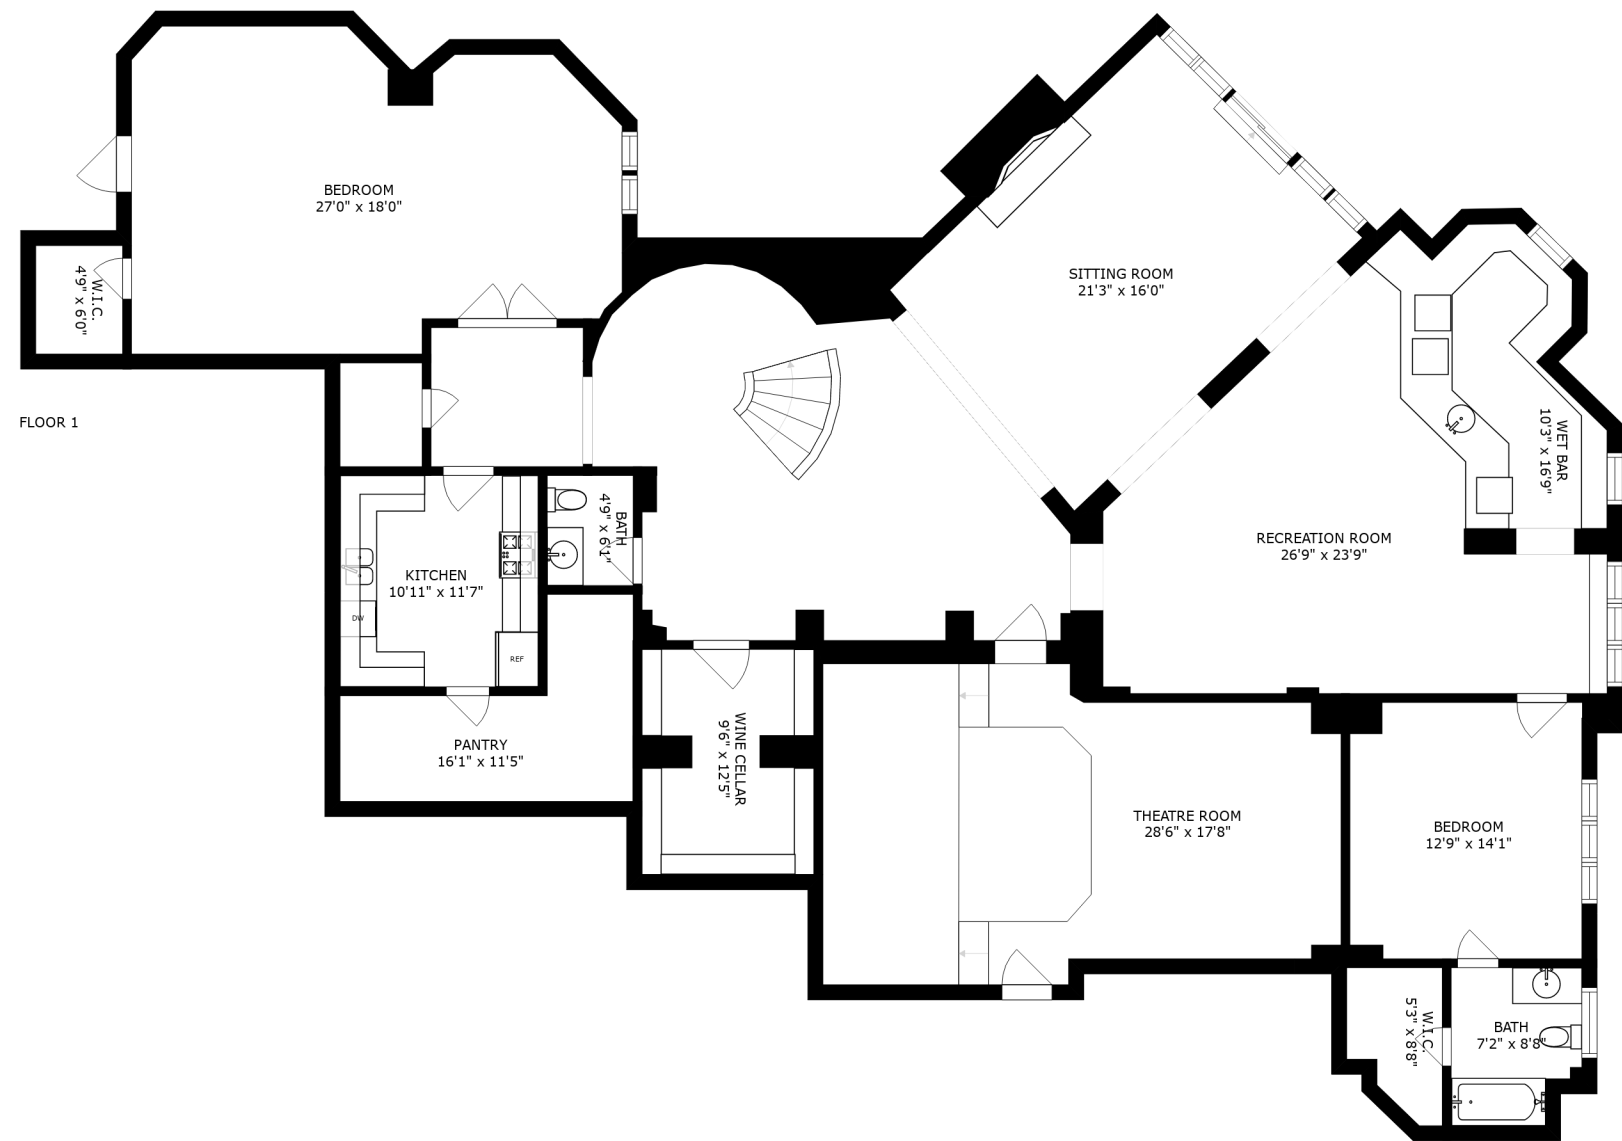 BEDROOM
27'0" x 18'0"
W.I.C.
4'9" x 6'0"
SITTING ROOM
21'3" x 16'0"
FLOOR 1
WET BAR
10'3" x 16'9"
BATH
4'9" x 6'1"
RECREATION ROOM
26'9" x 23'9"
KITCHEN
10'11" x 11'7"
DW
REF
PANTRY
16'1" x 11'5"
WINE CELLAR
9'6" x 12'5"
THEATRE ROOM
28'6" x 17'8"
BEDROOM
12'9" x 14'1"
W.I.C.
5'3" x 8'8"
BATH
7'2" x 8'8"